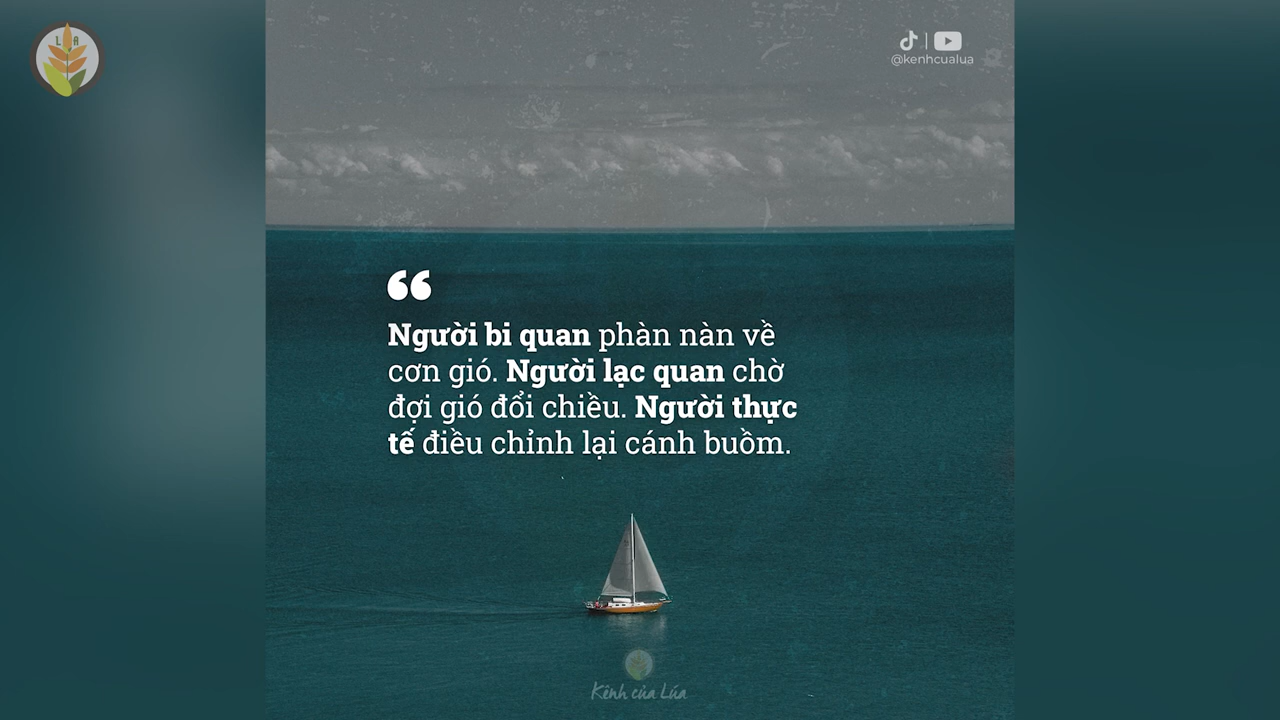 L A
@kenhcualua
Người bi quan phàn nàn về
cơn gió. Người lạc quan chờ
đợi gió đổi chiều. Người thực
tế điều chỉnh lại cánh buồm.
Kênh của Lúa